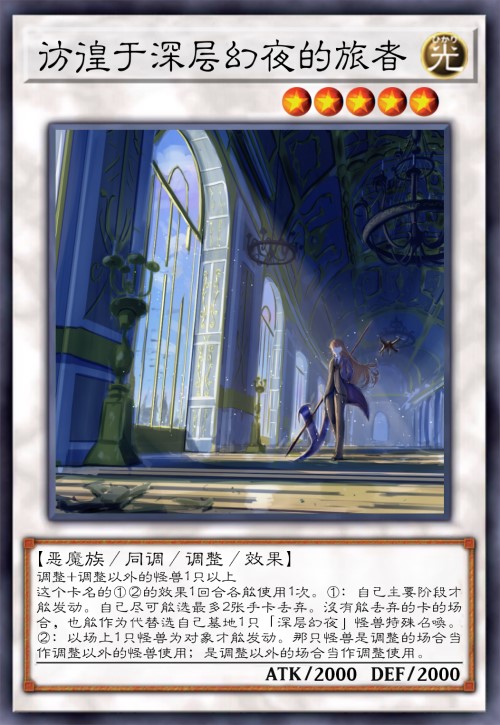 彷徨于深层幻夜的旅者
ひかり
光
【恶魔族／同调／调整／效果】
调整＋调整以外的怪兽1只以上
这个卡名的①②的效果1回合各能使用1次。①：自己主要阶段才
能发动。自己尽可能选最多2张手卡丢弃。没有能丢弃的卡的场
合，也能作为代替选自己墓地1只「深层幻夜」怪兽特殊召唤。
②：以场上1只怪兽为对象才能发动。那只怪兽是调整的场合当
作调整以外的怪兽使用；是调整以外的场合当作调整使用。
ATK/2000 DEF/2000